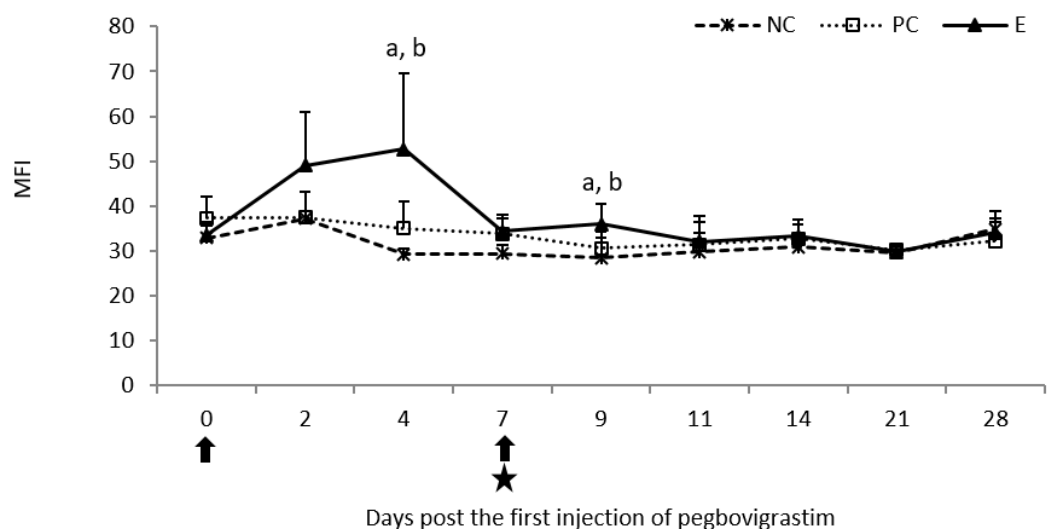 NC PC E
80
70
60
50
40
30
20
10
0
MFI
a, b
a, b
0 2 4 7 9 11 14 21 28
Days post the first injection of pegbovigrastim